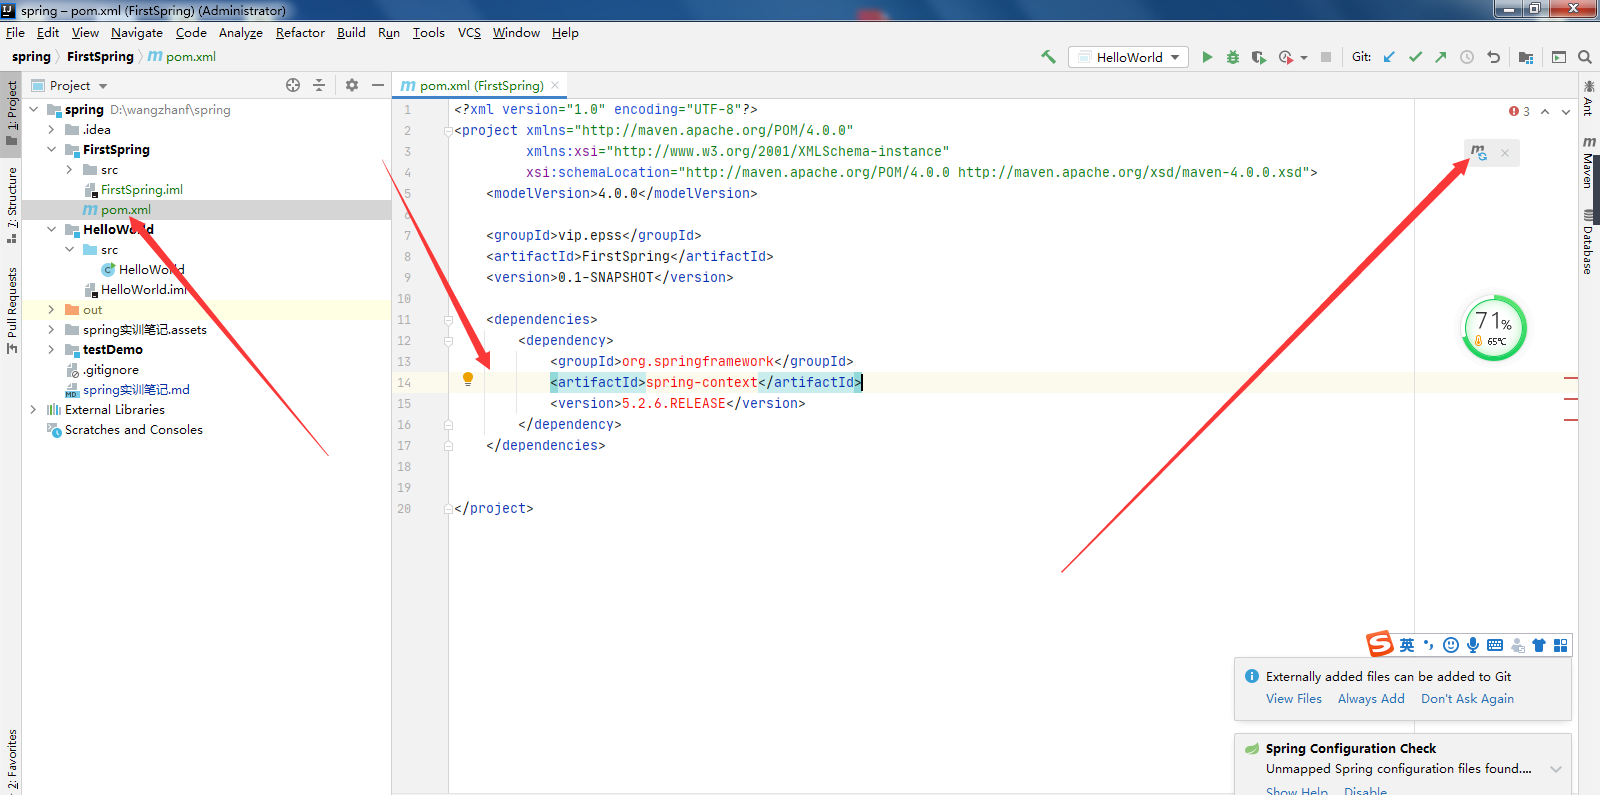 spring – pom.xml (FirstSpring) (Administrator)
File Edit View Navigate Code Analyze Refactor Build Run Tools VCS Window Help
spring FirstSpring pom.xml
HelloWorld
Git:
Project
pom.xml (FirstSpring)
1: Project
7: Structure
Pull Requests
2: Favorites
spring D:\wangzhanf\spring
.idea
FirstSpring
src
FirstSpring.iml
pom.xml
HelloWorld
src
HelloWorld
HelloWorld.iml
out
spring实训笔记.assets
testDemo
.gitignore
spring实训笔记.md
External Libraries
Scratches and Consoles
1 <?xml version="1.0" encoding="UTF-8"?>
2 <project xmlns="http://maven.apache.org/POM/4.0.0"
3 xmlns:xsi="http://www.w3.org/2001/XMLSchema-instance"
4 xsi:schemaLocation="http://maven.apache.org/POM/4.0.0 http://maven.apache.org/xsd/maven-4.0.0.xsd">
5 <modelVersion>4.0.0</modelVersion>
6
7 <groupId>vip.epss</groupId>
8 <artifactId>FirstSpring</artifactId>
9 <version>0.1-SNAPSHOT</version>
10
11 <dependencies>
12 <dependency>
13 <groupId>org.springframework</groupId>
14 <artifactId>spring-context</artifactId>
15 <version>5.2.6.RELEASE</version>
16 </dependency>
17 </dependencies>
18
19
20 </project>
3
Ant
Maven
Database
71%
65℃
英
Externally added files can be added to Git
View Files Always Add Don't Ask Again
Spring Configuration Check
Unmapped Spring configuration files found....
Show Help Disable